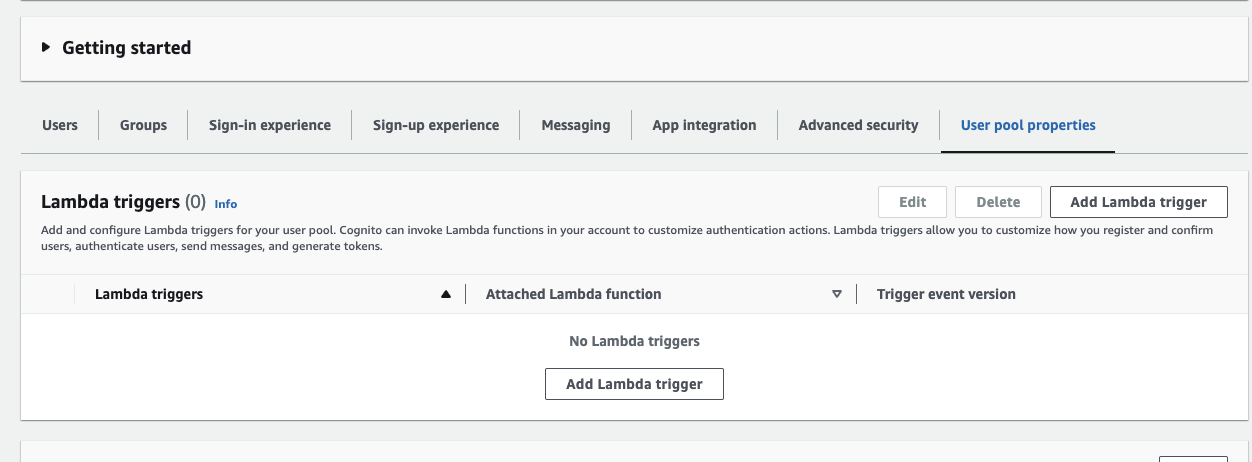 Getting started
Users
Groups
Sign-in experience
Sign-up experience
Messaging
App integration
Advanced security
User pool properties
Lambda triggers (0) Info
Edit
Delete
Add Lambda trigger
Add and configure Lambda triggers for your user pool. Cognito can invoke Lambda functions in your account to customize authentication actions. Lambda triggers allow you to customize how you register and confirm
users, authenticate users, send messages, and generate tokens.
Lambda triggers
Attached Lambda function
Trigger event version
No Lambda triggers
Add Lambda trigger